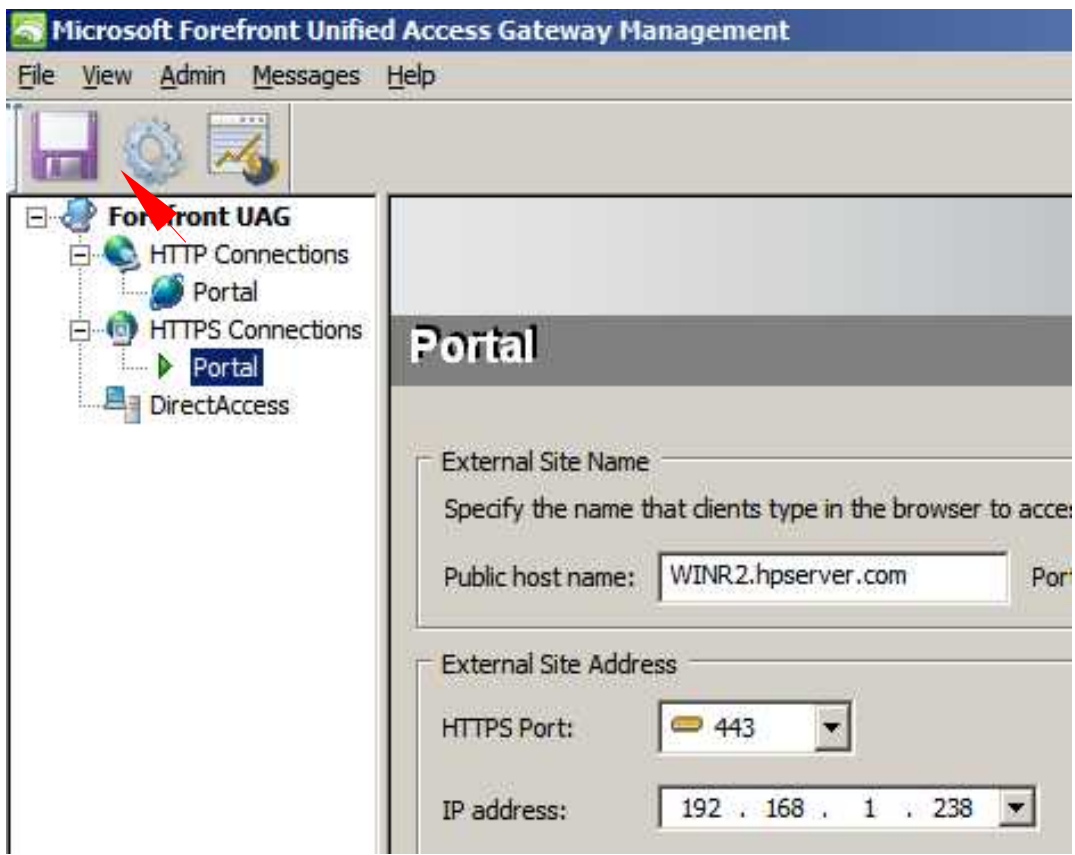 Microsoft Forefront Unified Access Gateway Management
File View Admin Messages Help
Forefront UAG
HTTP Connections
Portal
HTTPS Connections
Portal
DirectAccess
Portal
External Site Name
Specify the name that clients type in the browser to
Public host name: WINR2.hpserver.com
External Site Address
HTTPS Port: 443
IP address: 192 . 168 . 1 . 238